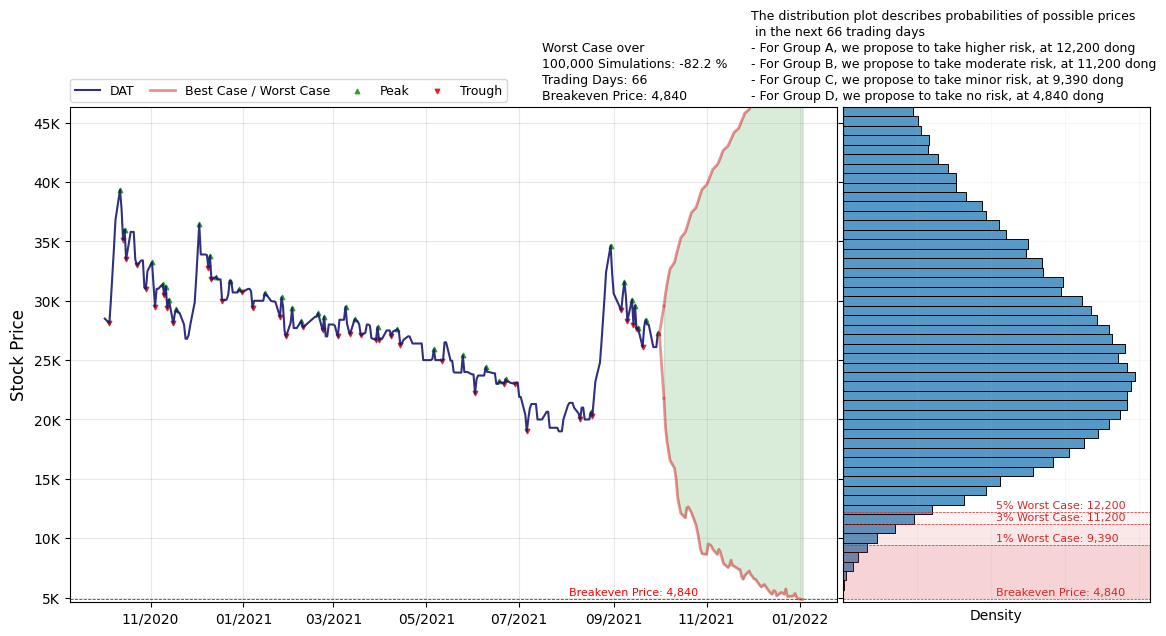 The distribution plot describes probabilities of possible prices
in the next 66 trading days
- For Group A, we propose to take higher risk, at 12,200 dong
- For Group B, we propose to take moderate risk, at 11,200 dong
- For Group C, we propose to take minor risk, at 9,390 dong
- For Group D, we propose to take no risk, at 4,840 dong
Worst Case over
100,000 Simulations: -82.2 %
Trading Days: 66
Breakeven Price: 4,840
DAT
Best Case / Worst Case
Peak
Trough
Stock Price
45K
40K
35K
30K
25K
20K
15K
10K
5K
Breakeven Price: 4,840
11/2020
01/2021
3/2021
05/2021
07/2021
09/2021
11/2021
01/2022
5% Worst Case: 12,200
3% Worst Case: 11,200
1% Worst Case: 9,390
Breakeven Price: 4,840
Density